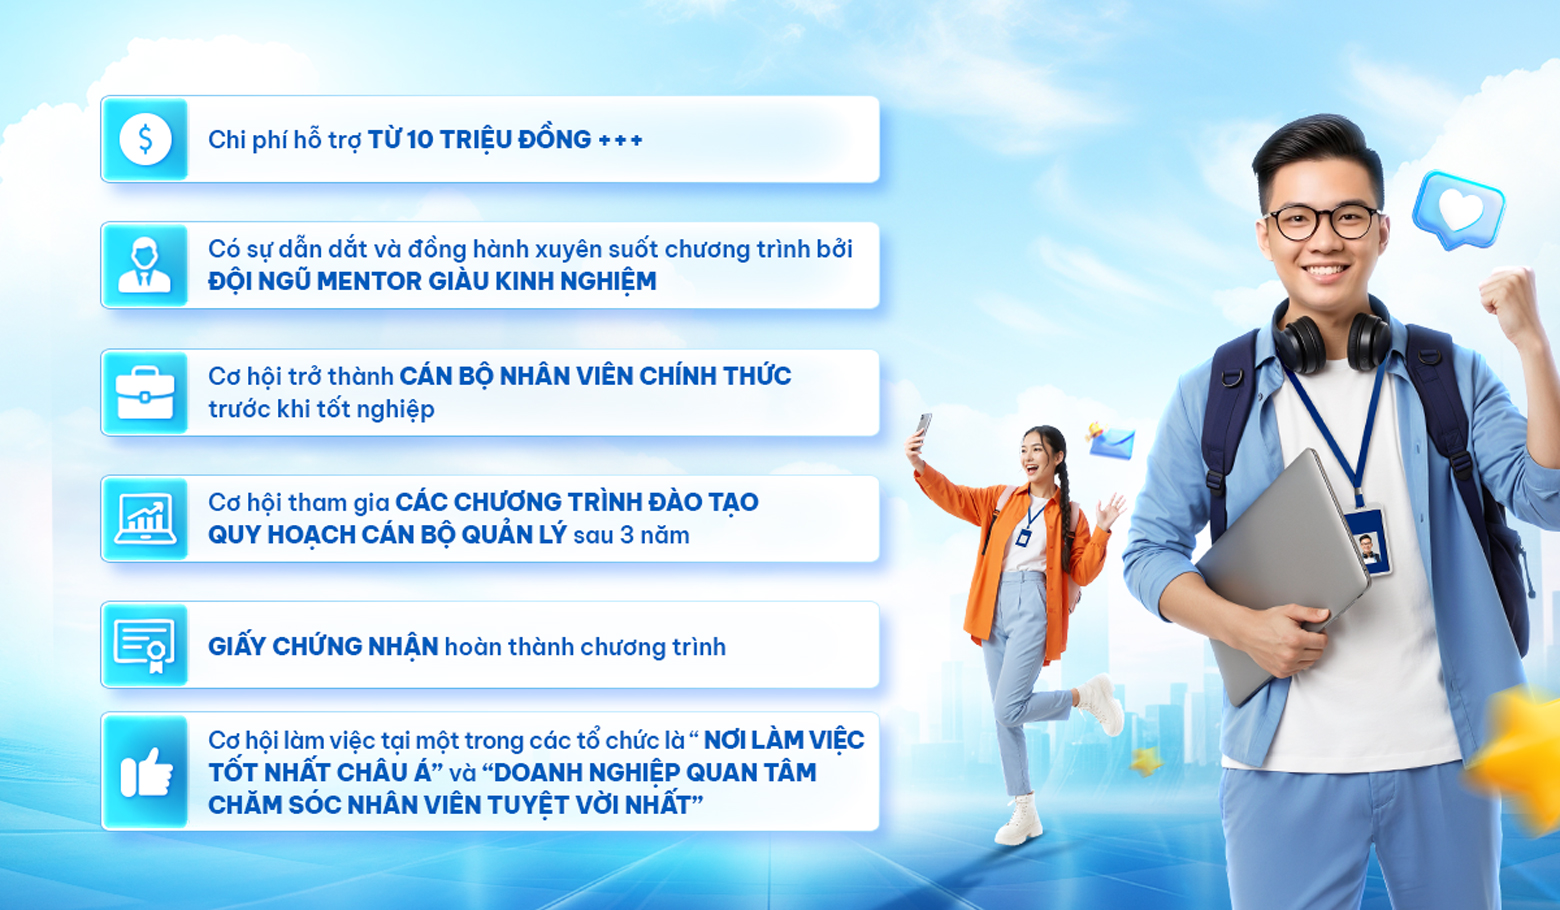 Chi phí hỗ trợ TỪ 10 TRIỆU ĐỒNG +++
Có sự dẫn dắt và đồng hành xuyên suốt chương trình bởi
ĐỘI NGŨ MENTOR GIÀU KINH NGHIỆM
Cơ hội trở thành CÁN BỘ NHÂN VIÊN CHÍNH THỨC
trước khi tốt nghiệp
Cơ hội tham gia CÁC CHƯƠNG TRÌNH ĐÀO TẠO
QUY HOẠCH CÁN BỘ QUẢN LÝ sau 3 năm
GIẤY CHỨNG NHẬN hoàn thành chương trình
Cơ hội làm việc tại một trong các tổ chức là “ NƠI LÀM VIỆC
TỐT NHẤT CHÂU Á” và “DOANH NGHIỆP QUAN TÂM
CHĂM SÓC NHÂN VIÊN TUYỆT VỜI NHẤT”